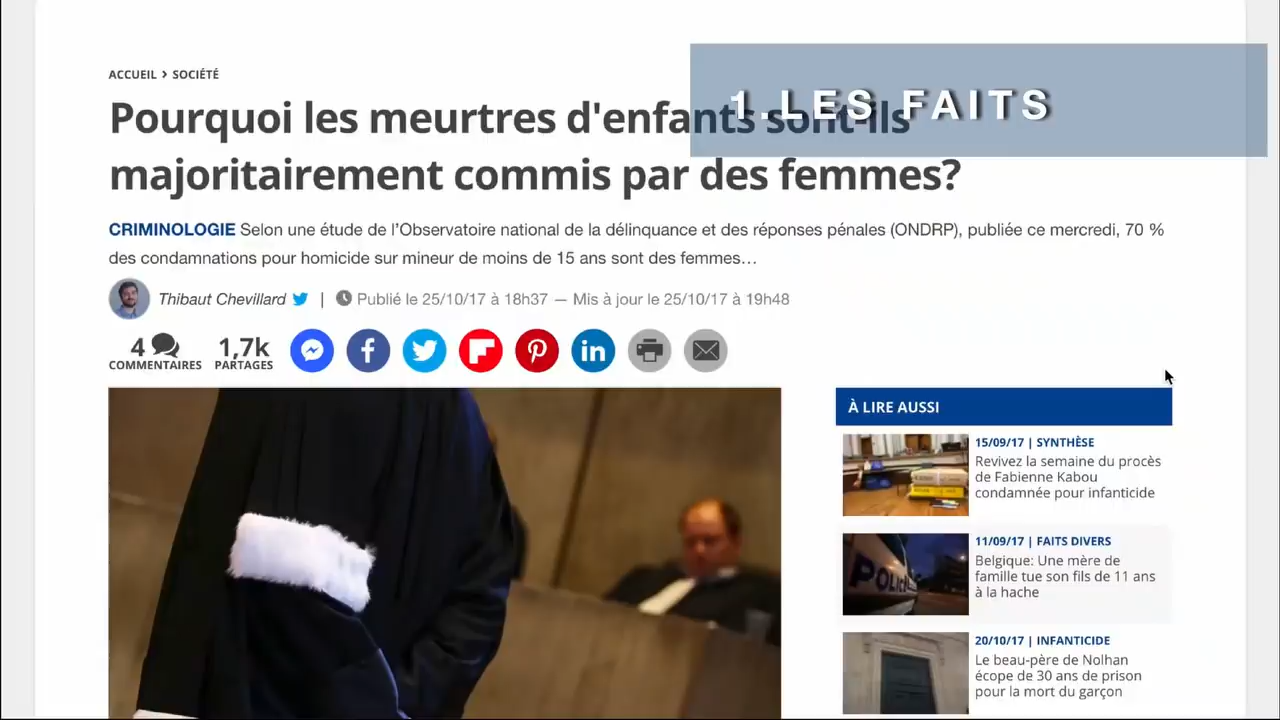 1.LES FAITS
ACCUEIL > SOCIÉTÉ
Pourquoi les meurtres d'enfants sont-ils
majoritairement commis par des femmes?
CRIMINOLOGIE Selon une étude de l'Observatoire national de la délinquance et des réponses pénales (ONDRP), publiée ce mercredi, 70 %
des condamnations pour homicide sur mineur de moins de 15 ans sont des femmes…
Thibaut Chevillard | Publié le 25/10/17 à 18h37 — Mis à jour le 25/10/17 à 19h48
4 1,7k
COMMENTAIRES PARTAGES
À LIRE AUSSI
15/09/17 | SYNTHÈSE
Revivez la semaine du procès
de Fabienne Kabou
condamnée pour infanticide
11/09/17 | FAITS DIVERS
Belgique: Une mère de
famille tue son fils de 11 ans
à la hache
POLICE
20/10/17 | INFANTICIDE
Le beau-père de Nolhan
écope de 30 ans de prison
pour la mort du garçon